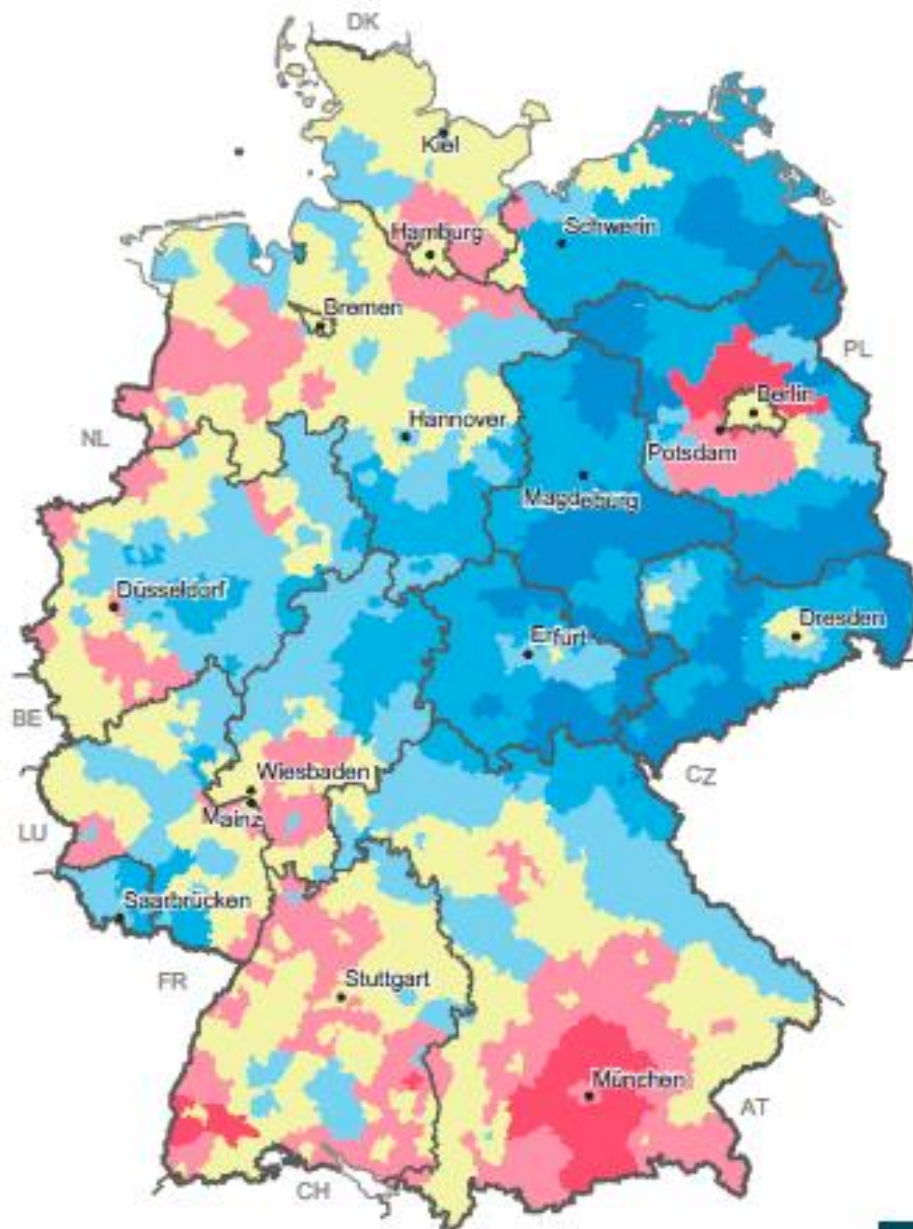 DK
Kiel
Hamburg
Schwerin
Bremen
PL
Berlin
Hannover
NL
Potsdam
Magdeburg
Düsseldorf
Erfurt
Dresden
BE
Wiesbaden
CZ
Mainz
LU
Saarbrücken
FR
Stuttgart
München
AT
CH